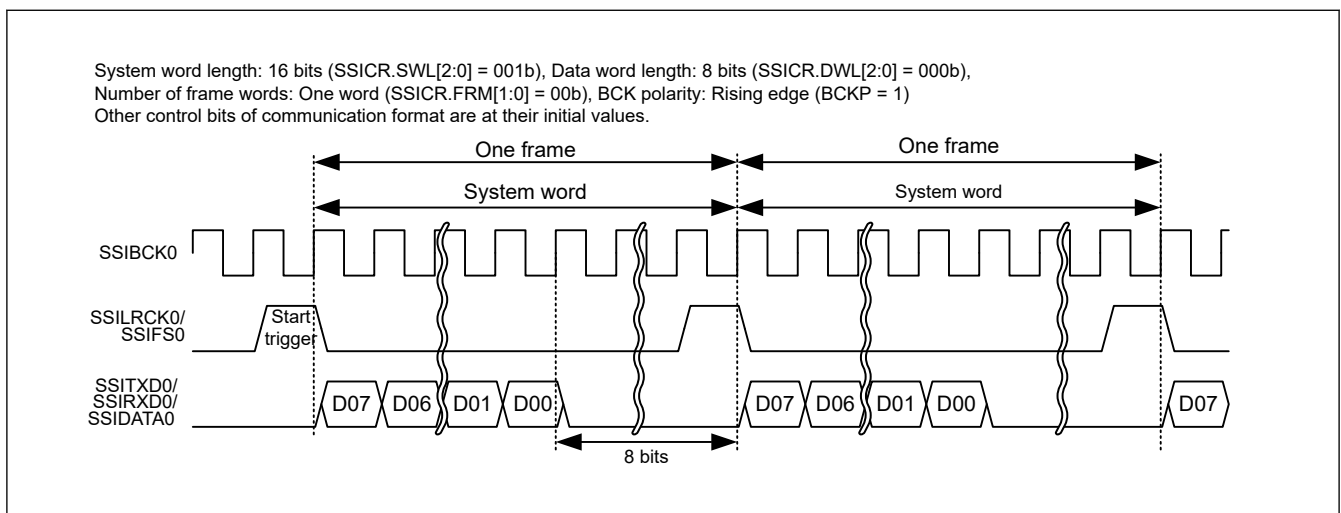 System word length: 16 bits (SSICR.SWL[2:0] = 001b), Data word length: 8 bits (SSICR.DWL[2:0] = 000b),
Number of frame words: One word (SSICR.FRM[1:0] = 00b), BCK polarity: Rising edge (BCKP = 1)
Other control bits of communication format are at their initial values.
One frame
One frame
System word
System word
SSIBCK0
SSILRCK0/
SSIFS0
Start
trigger
SSITXD0/
SSIRXD0/
SSIDATA0
D07 D06 D01 D00 D07 D06 D01 D00 D07
8 bits